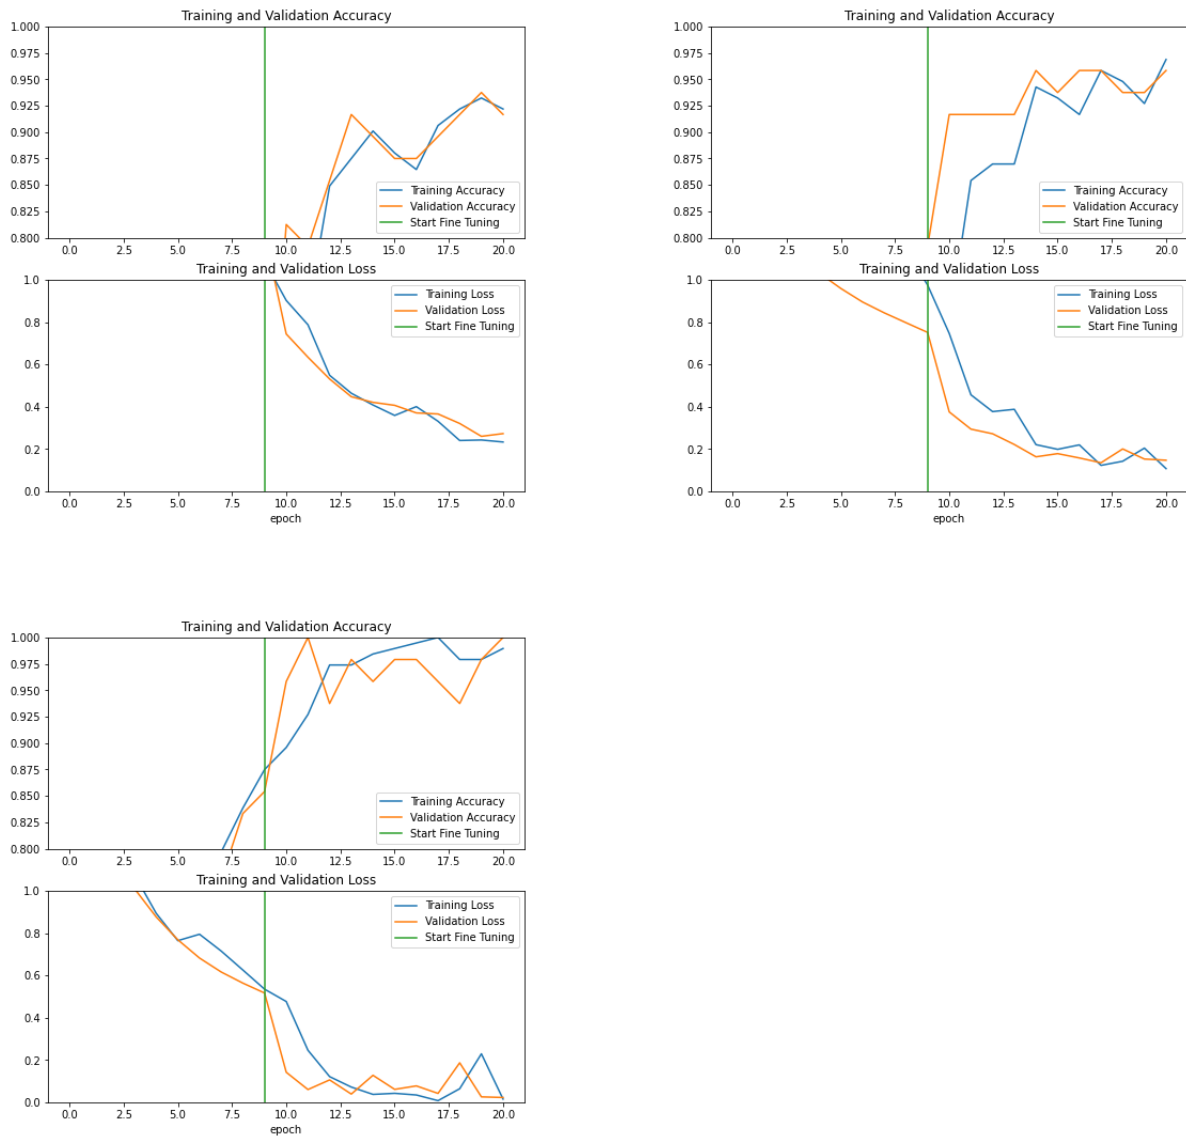 Training and Validation Accuracy
1.000
0.975
0.950
0.925
0.900
0.875
0.850
0.825
0.800
Training Accuracy
Validation Accuracy
Start Fine Tuning
0.0 2.5 5.0 7.5 10.0 12.5 15.0 17.5 20.0
Training and Validation Loss
1.0
0.8
0.6
0.4
0.2
0.0
Training Loss
Validation Loss
Start Fine Tuning
0.0 2.5 5.0 7.5 10.0 12.5 15.0 17.5 20.0
epoch
Training and Validation Accuracy
1.000
0.975
0.950
0.925
0.900
0.875
0.850
0.825
0.800
Training Accuracy
Validation Accuracy
Start Fine Tuning
0.0 2.5 5.0 7.5 10.0 12.5 15.0 17.5 20.0
Training and Validation Loss
1.0
0.8
0.6
0.4
0.2
0.0
Training Loss
Validation Loss
Start Fine Tuning
0.0 2.5 5.0 7.5 10.0 12.5 15.0 17.5 20.0
epoch
Training and Validation Accuracy
1.000
0.975
0.950
0.925
0.900
0.875
0.850
0.825
0.800
Training Accuracy
Validation Accuracy
Start Fine Tuning
0.0 2.5 5.0 7.5 10.0 12.5 15.0 17.5 20.0
Training and Validation Loss
1.0
0.8
0.6
0.4
0.2
0.0
Training Loss
Validation Loss
Start Fine Tuning
0.0 2.5 5.0 7.5 10.0 12.5 15.0 17.5 20.0
epoch